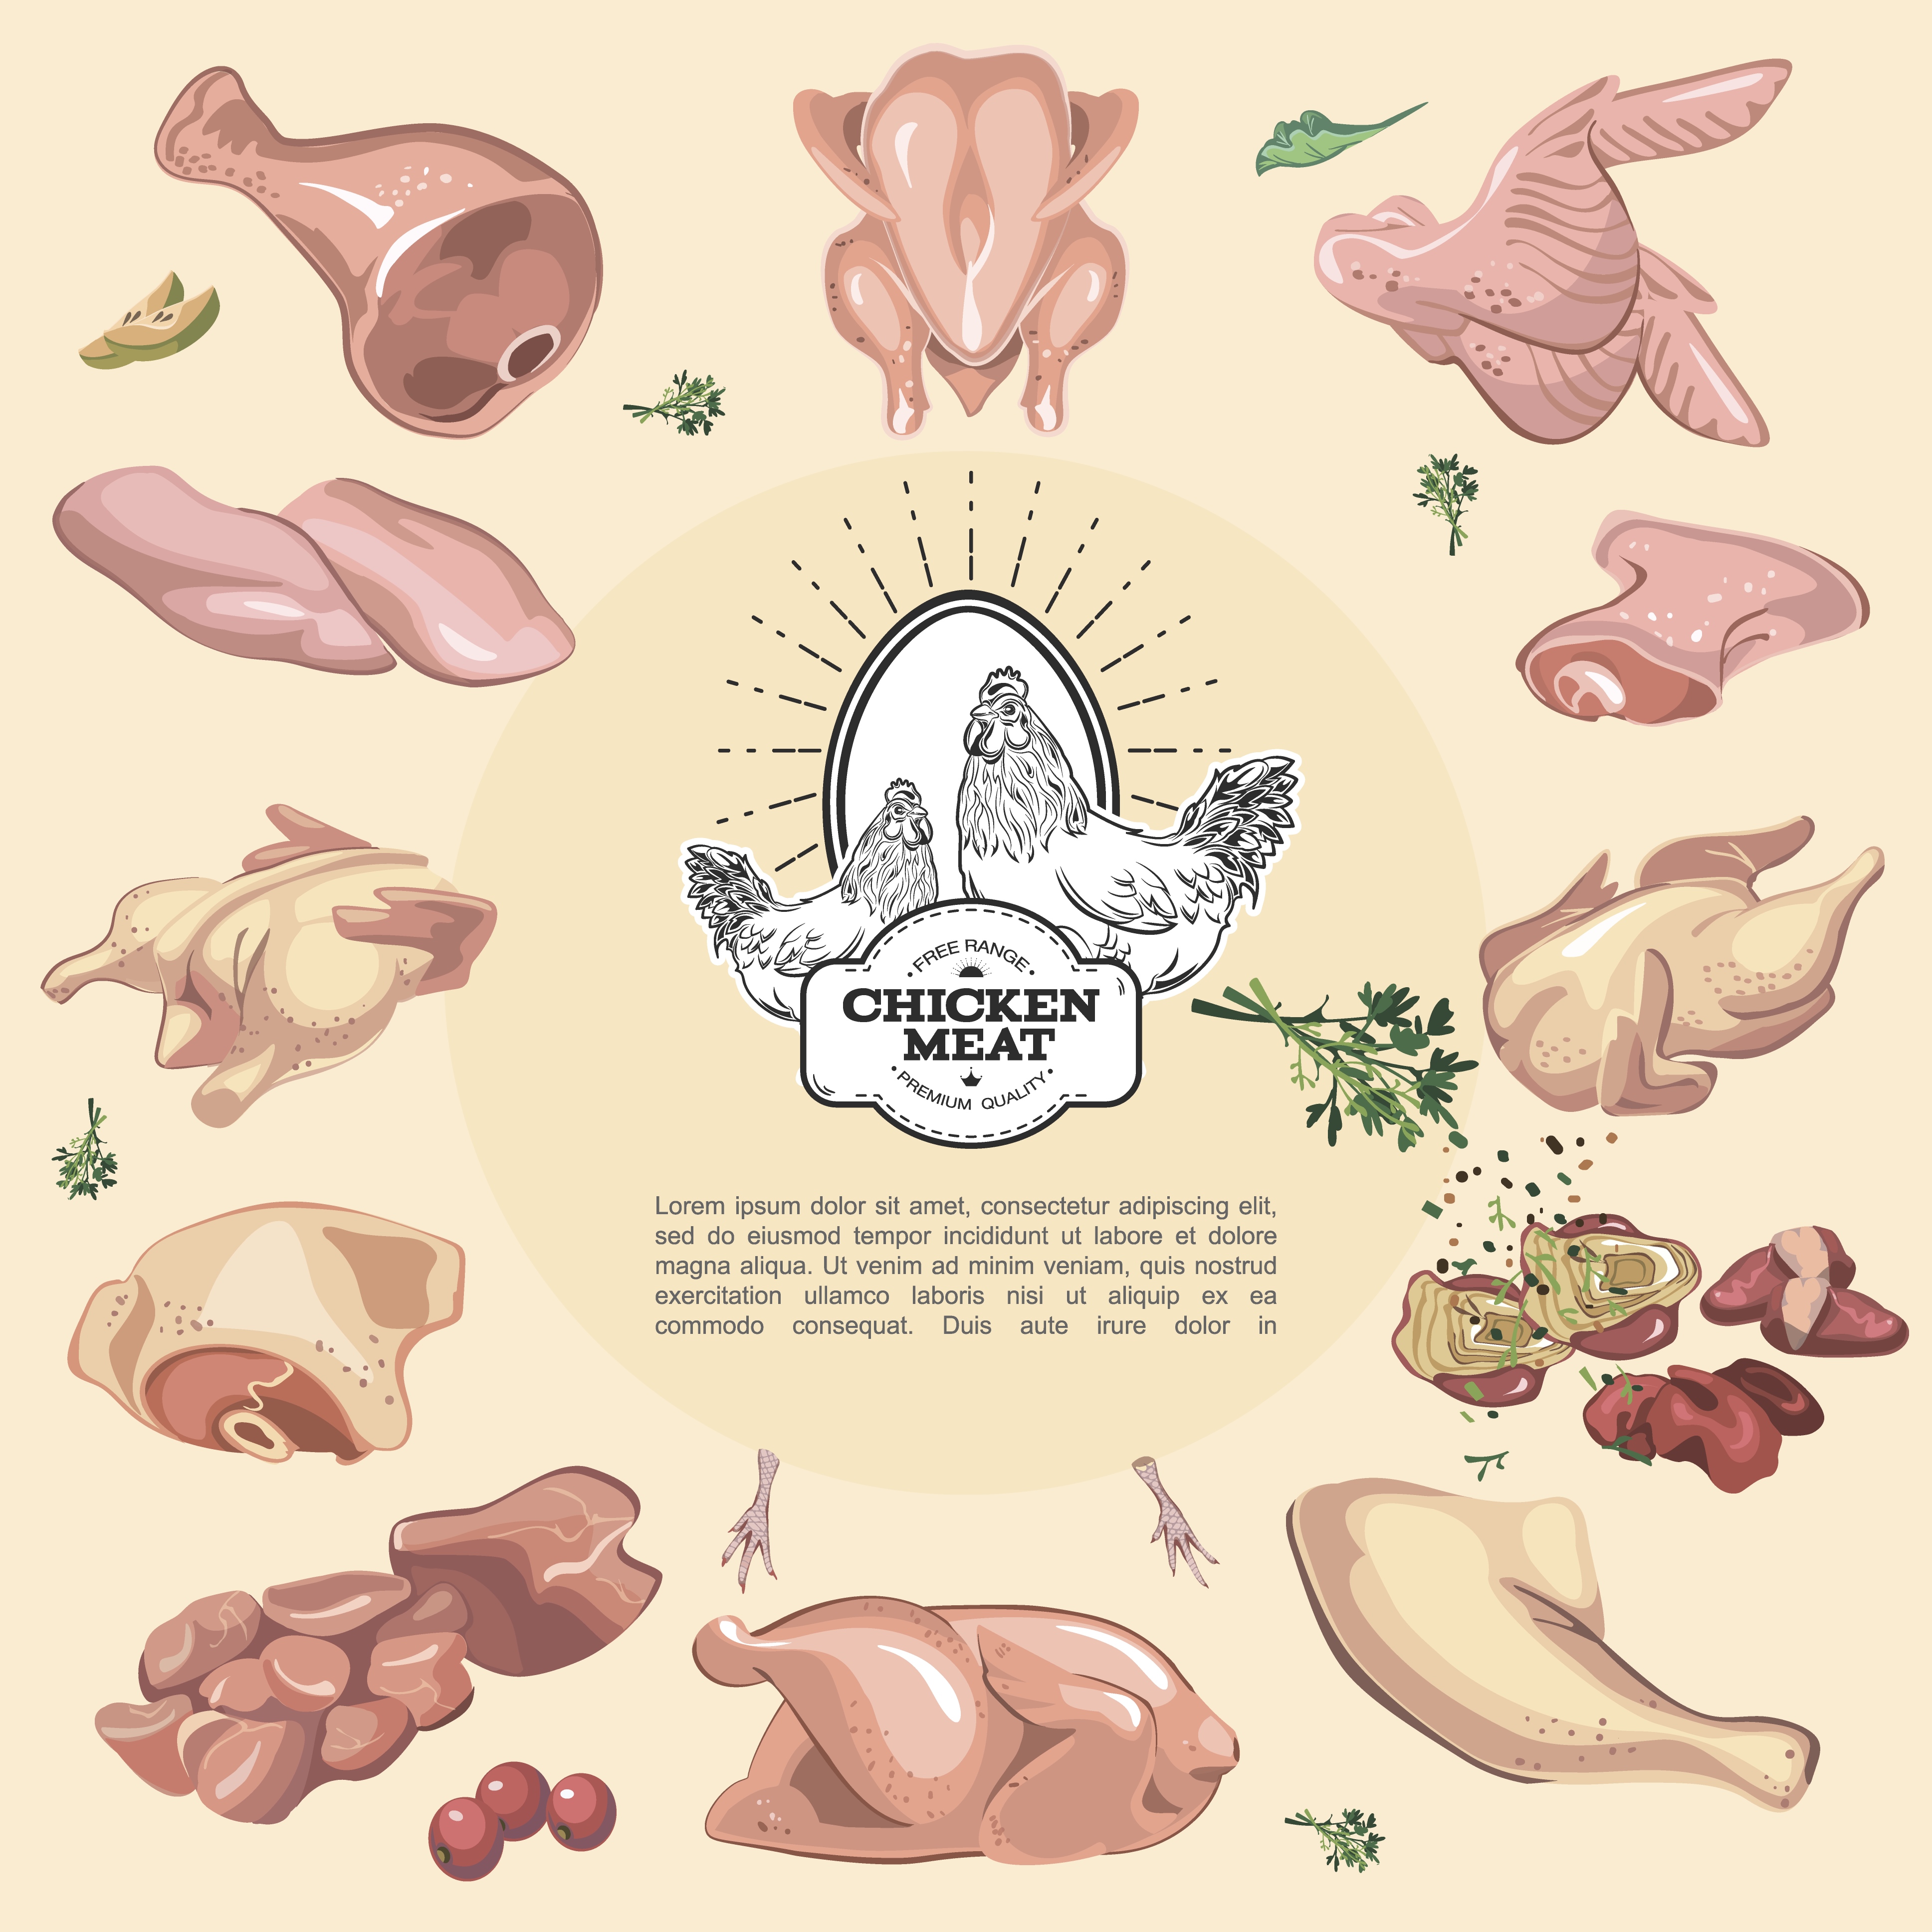 FREE RANGE
CHICKEN
MEAT
PREMIUM QUALITY
Lorem ipsum dolor sit amet, consectetur adipiscing elit,
sed do eiusmod tempor incididunt ut labore et dolore
magna aliqua. Ut venim ad minim veniam, quis nostrud
exercitation ullamco laboris nisi ut aliquip ex ea
commodo consequat. Duis aute irure dolor in